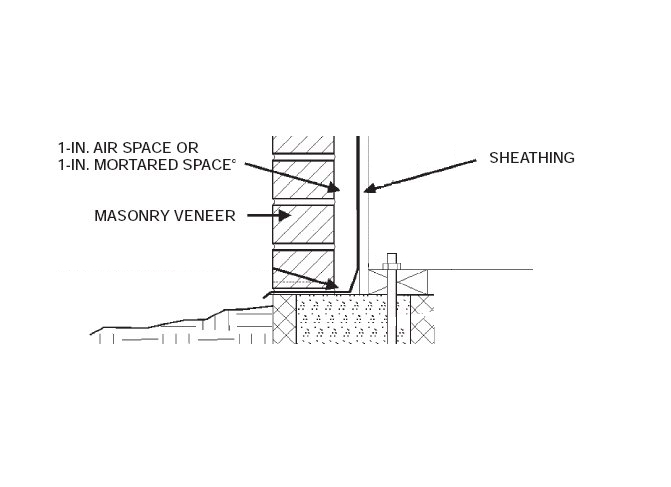 1-IN. AIR SPACE OR
1-IN. MORTARED SPACE°
SHEATHING
MASONRY VENEER